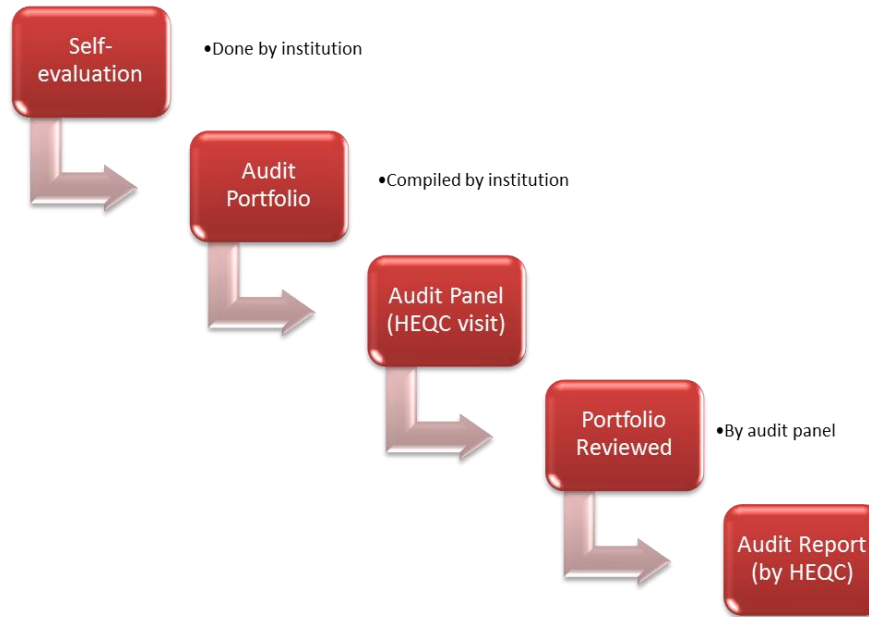 Self-
evaluation
•Done by institution
Audit
Portfolio
•Compiled by institution
Audit Panel
(HEQC visit)
Portfolio
Reviewed
•By audit panel
Audit Report
(by HEQC)